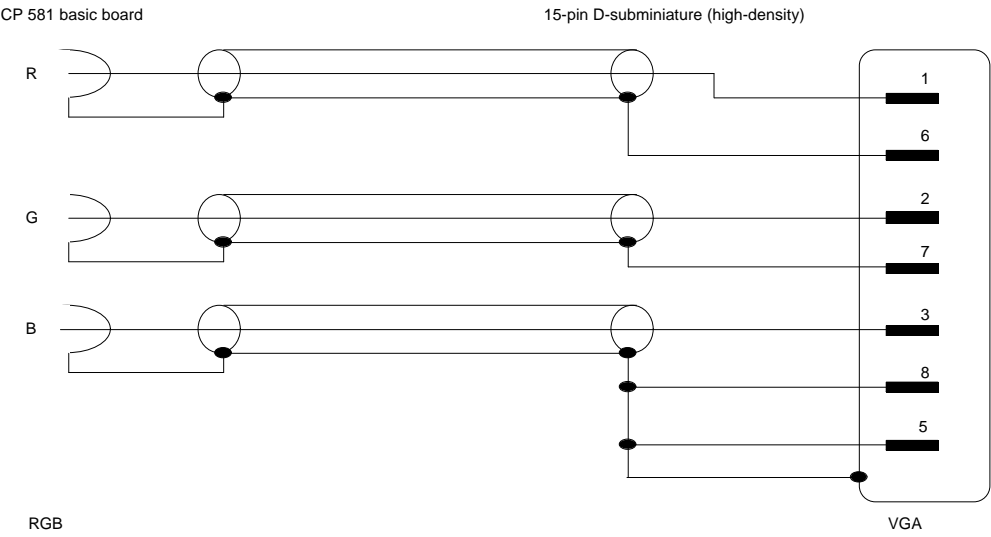 CP 581 basic board
15-pin D-subminiature (high-density)
R
1
6
G
2
7
B
3
8
5
RGB
VGA